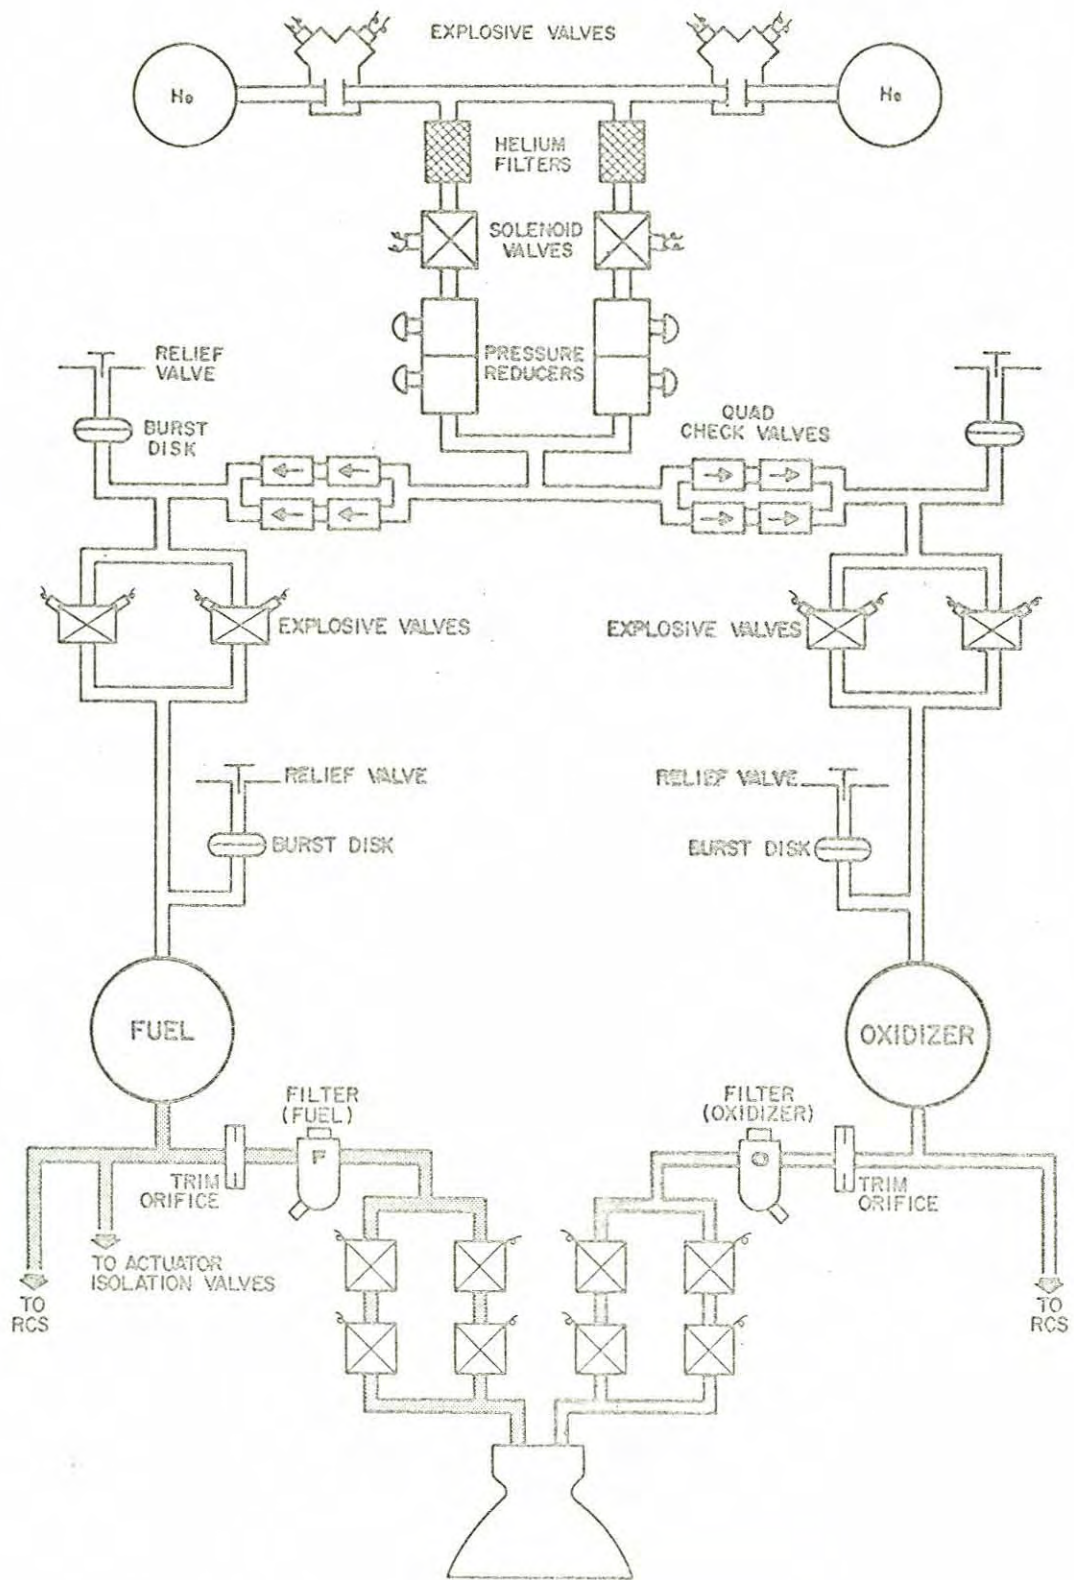 EXPLOSIVE VALVES
He
He
HELIUM
FILTERS
SOLENOID
VALVES
PRESSURE
REDUCERS
RELIEF
VALVE
BURST
DISK
QUAD
CHECK VALVES
EXPLOSIVE VALVES
EXPLOSIVE VALVES
RELIEF VALVE
RELIEF VALVE
BURST DISK
BURST DISK
FUEL
OXIDIZER
FILTER
(FUEL)
FILTER
(OXIDIZER)
F
O
TRIM
ORIFICE
TRIM
ORIFICE
TO ACTUATOR
ISOLATION VALVES
TO
RCS
TO
RCS